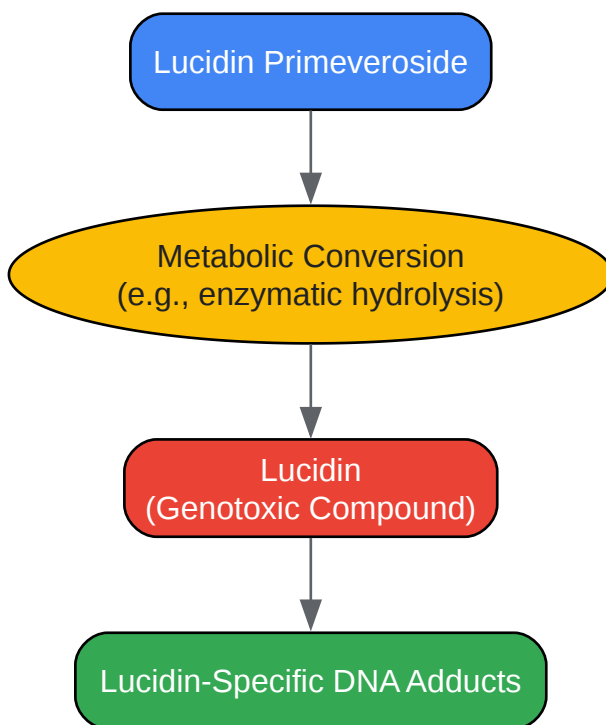 Lucidin Primeveroside
Metabolic Conversion
(e.g., enzymatic hydrolysis)
Lucidin
(Genotoxic Compound)
Lucidin-Specific DNA Adducts